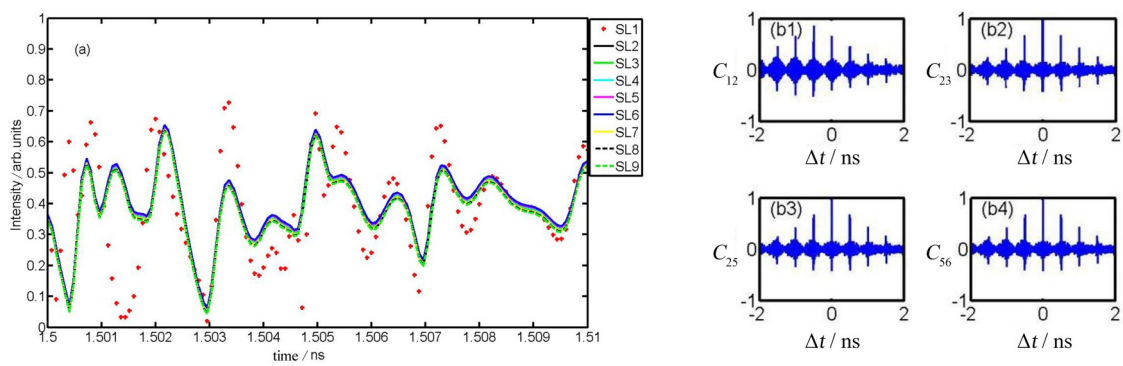 1
0.9
0.8
0.7
0.6
0.5
0.4
0.3
0.2
0.1
0
Intensity / arb.units
(a)
1.5 1.501 1.502 1.503 1.504 1.505 1.506 1.507 1.508 1.509 1.51
time / ns
SL1
SL2
SL3
SL4
SL5
SL6
SL7
SL8
SL9
(b1)
1
0
-1
C12
-2 0 2
Δt / ns
(b2)
1
0
-1
C23
-2 0 2
Δt / ns
(b3)
1
0
-1
C25
-2 0 2
Δt / ns
(b4)
1
0
-1
C56
-2 0 2
Δt / ns